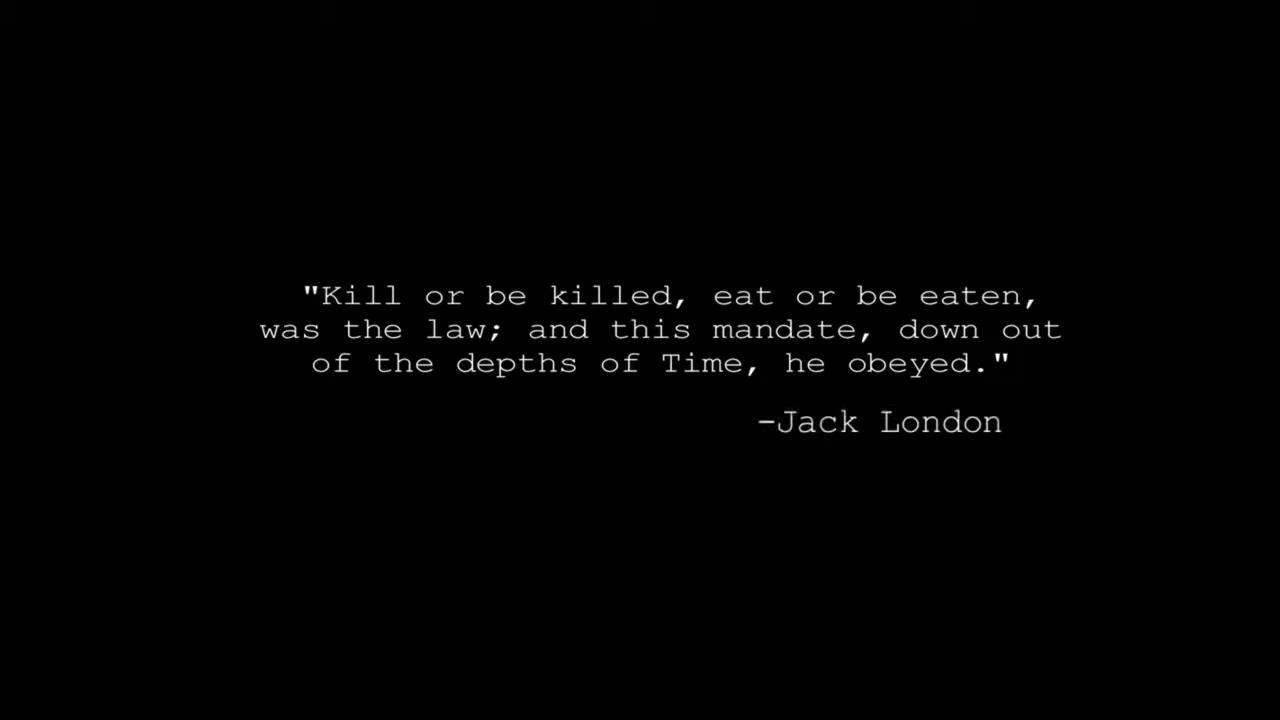 "Kill or be killed, eat or be eaten,
was the law; and this mandate, down out
of the depths of Time, he obeyed."
-Jack London